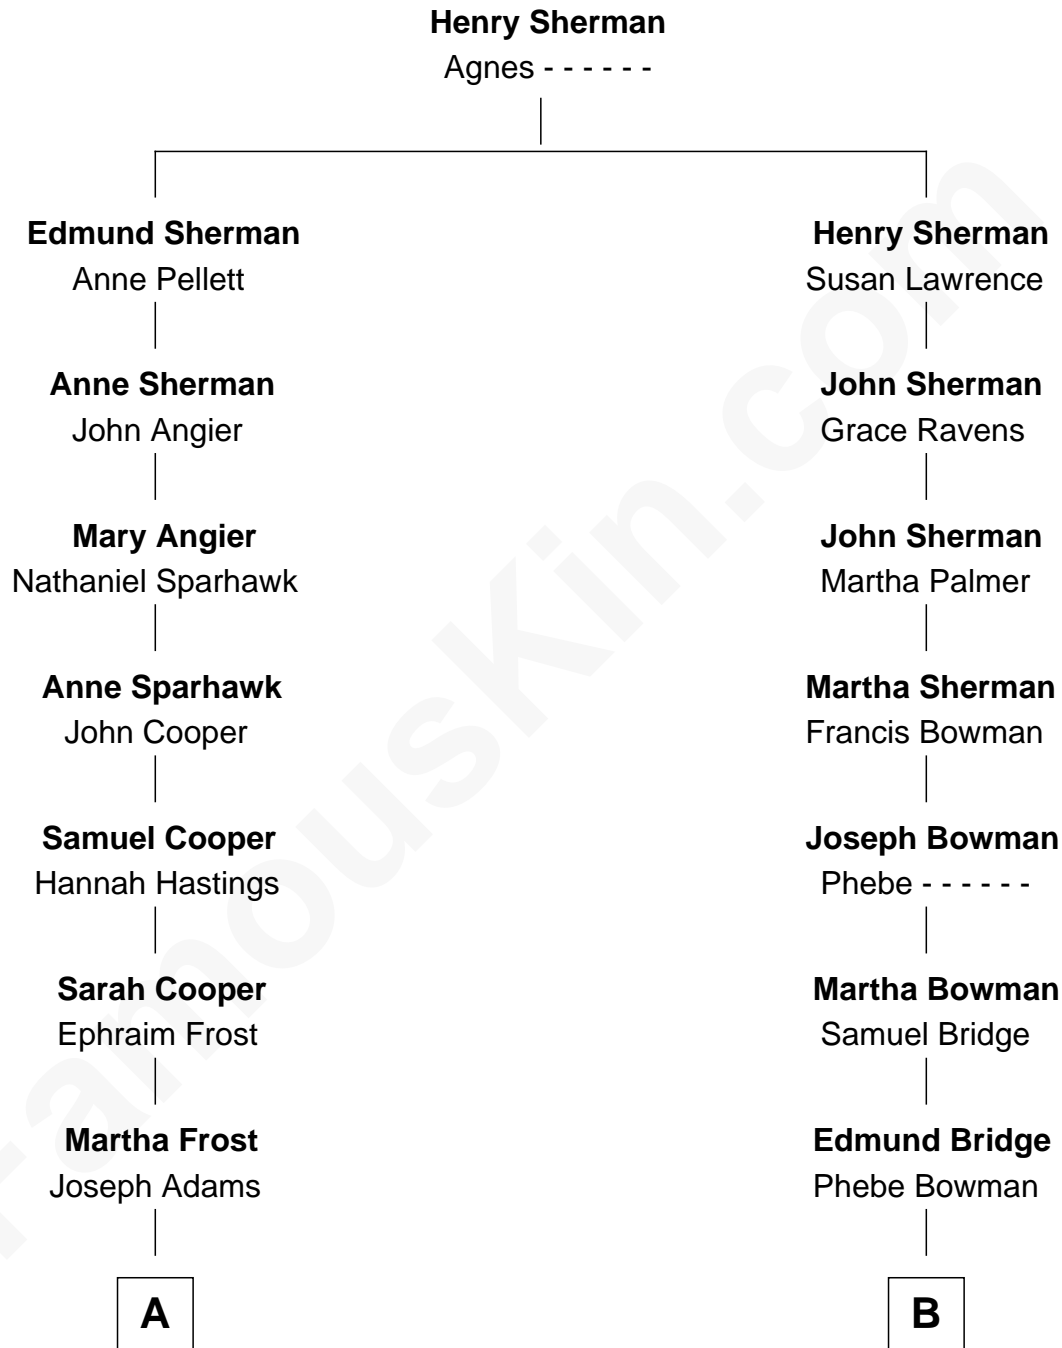 Henry Sherman
Agnes - - - - - -
Edmund Sherman
Anne Pellett
Henry Sherman
Susan Lawrence
Anne Sherman
John Angier
John Sherman
Grace Ravens
Mary Angier
Nathaniel Sparhawk
John Sherman
Martha Palmer
Anne Sparhawk
John Cooper
Martha Sherman
Francis Bowman
Samuel Cooper
Hannah Hastings
Joseph Bowman
Phebe - - - - - -
Sarah Cooper
Ephraim Frost
Martha Bowman
Samuel Bridge
Martha Frost
Joseph Adams
Edmund Bridge
Phebe Bowman
A
B
FamousKin.com